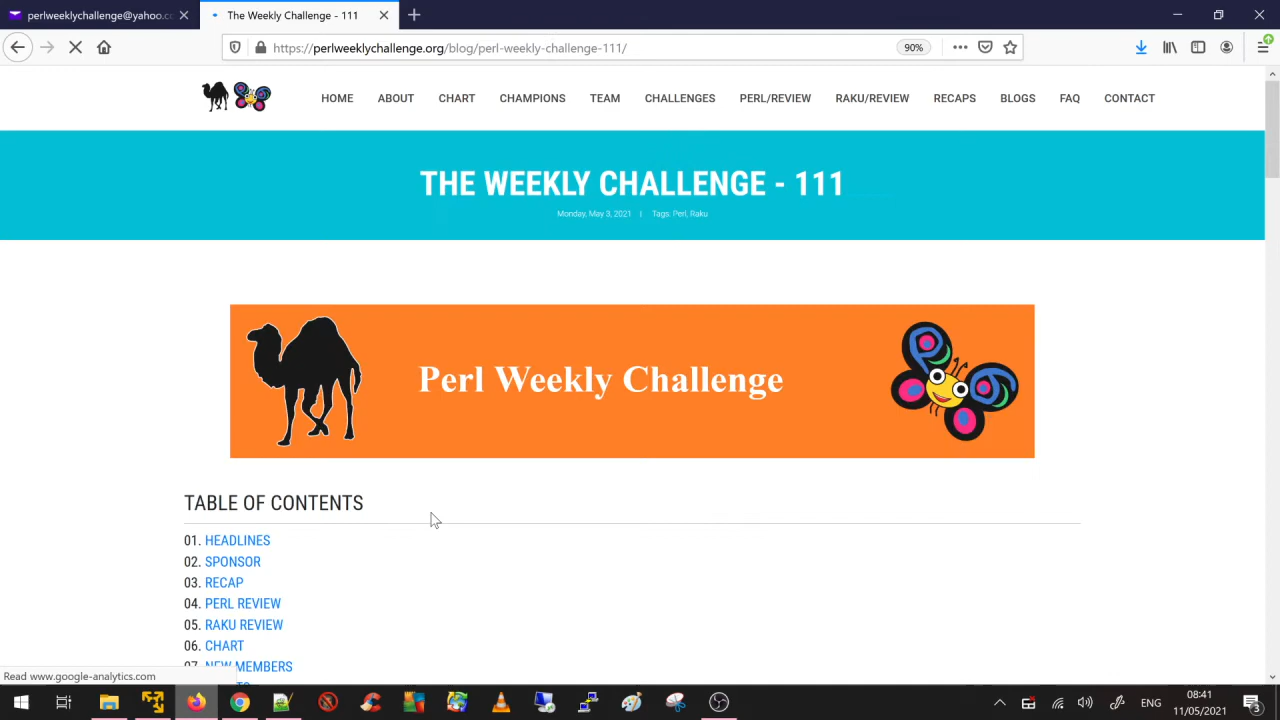 perlweeklychallenge@yahoo.co
The Weekly Challenge - 111
https://perlweeklychallenge.org/blog/perl-weekly-challenge-111/
90%
HOME ABOUT CHART CHAMPIONS TEAM CHALLENGES PERL/REVIEW RAKU/REVIEW RECAPS BLOGS FAQ CONTACT
THE WEEKLY CHALLENGE - 111
Monday, May 3, 2021 | Tags: Perl, Raku
Perl Weekly Challenge
TABLE OF CONTENTS
01. HEADLINES
02. SPONSOR
03. RECAP
04. PERL REVIEW
05. RAKU REVIEW
06. CHART
07. NEW MEMBERS
Read www.google-analytics.com
ENG
08:41
11/05/2021
3